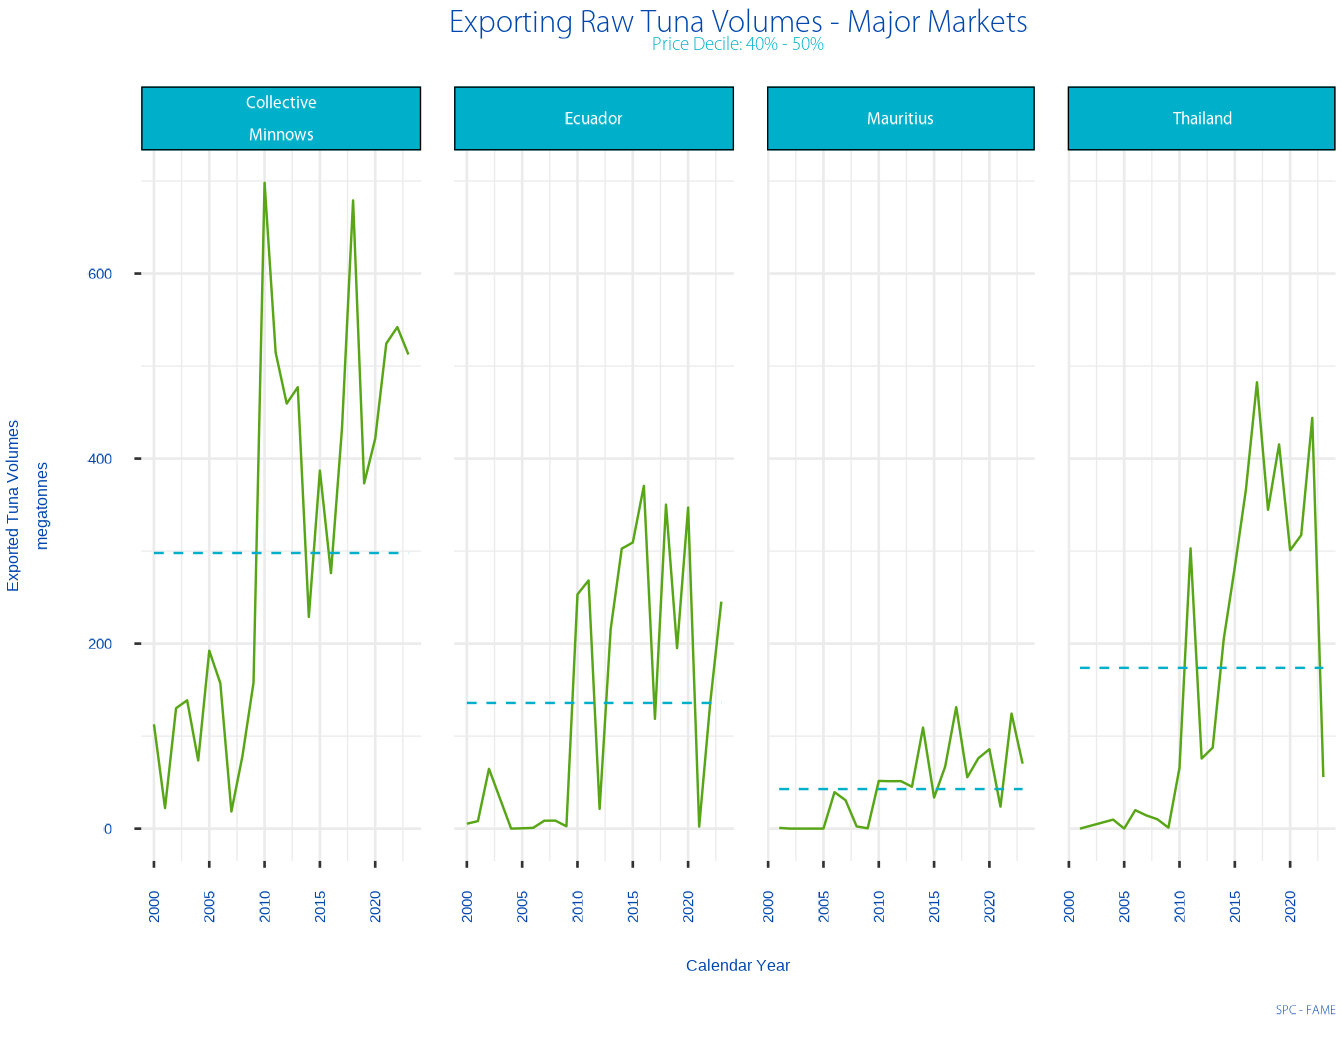 Exporting Raw Tuna Volumes - Major Markets
Price Decile: 40% - 50%
Collective
Minnows
Ecuador
Mauritius
Thailand
Exported Tuna Volumes
megatonnes
600
400
200
0
2000 2005 2010 2015 2020
2000 2005 2010 2015 2020
2000 2005 2010 2015 2020
2000 2005 2010 2015 2020
Calendar Year
SPC - FAME